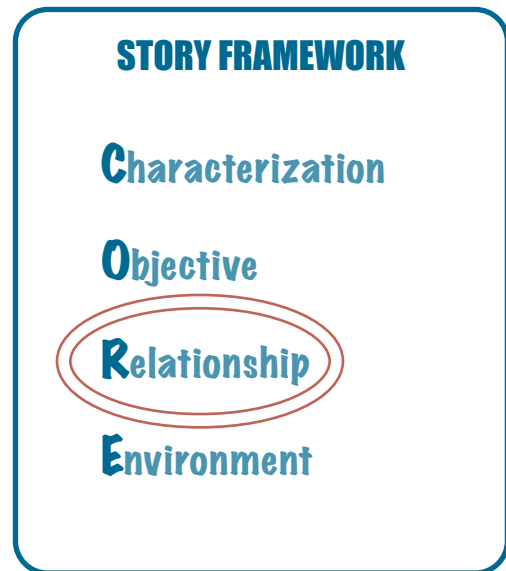 STORY FRAMEWORK
Characterization
Objective
Relationship
Environment